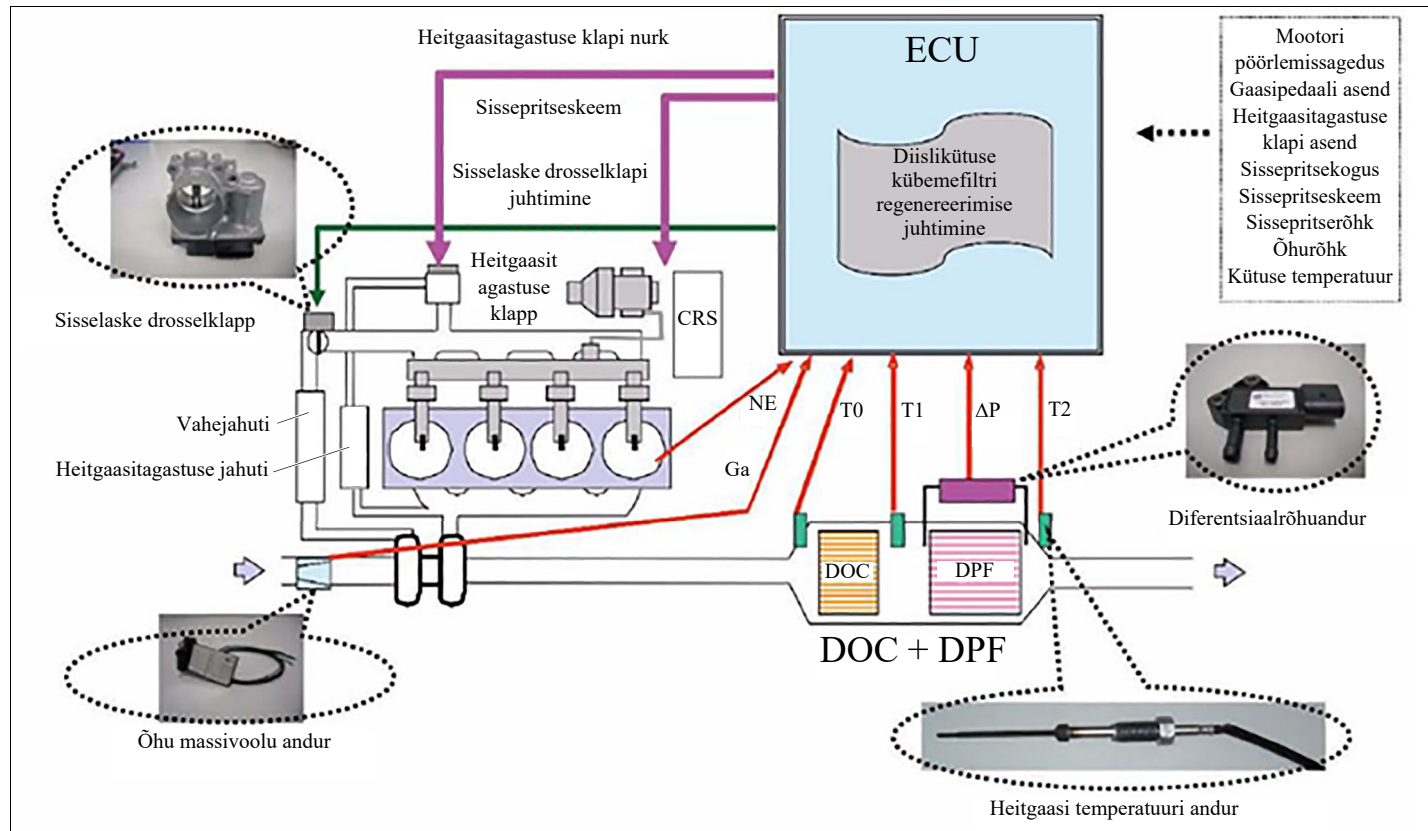 Heitgaasitagastuse klapi nurk
ECU
Mootori
pöörlemissagedus
Gaasipedaali asend
Heitgaasitagastuse
klapi asend
Sissepritsekogus
Sissepritseskeem
Sissepritserõhk
Õhurõhk
Kütuse temperatuur
Sissepritseskeem
Sisselaske drosselklapi
juhtimine
Diislikütuse
kübemefiltri
regenereerimise
juhtimine
Heitgaasit
agastuse
klapp
CRS
Sisselaske drosselklapp
Vahejahuti
Heitgaasitagastuse jahuti
NE
Ga
T0
T1
ΔP
T2
Diferentsiaalrõhuandur
DOC
DPF
DOC + DPF
Õhu massivoolu andur
Heitgaasi temperatuuri andur